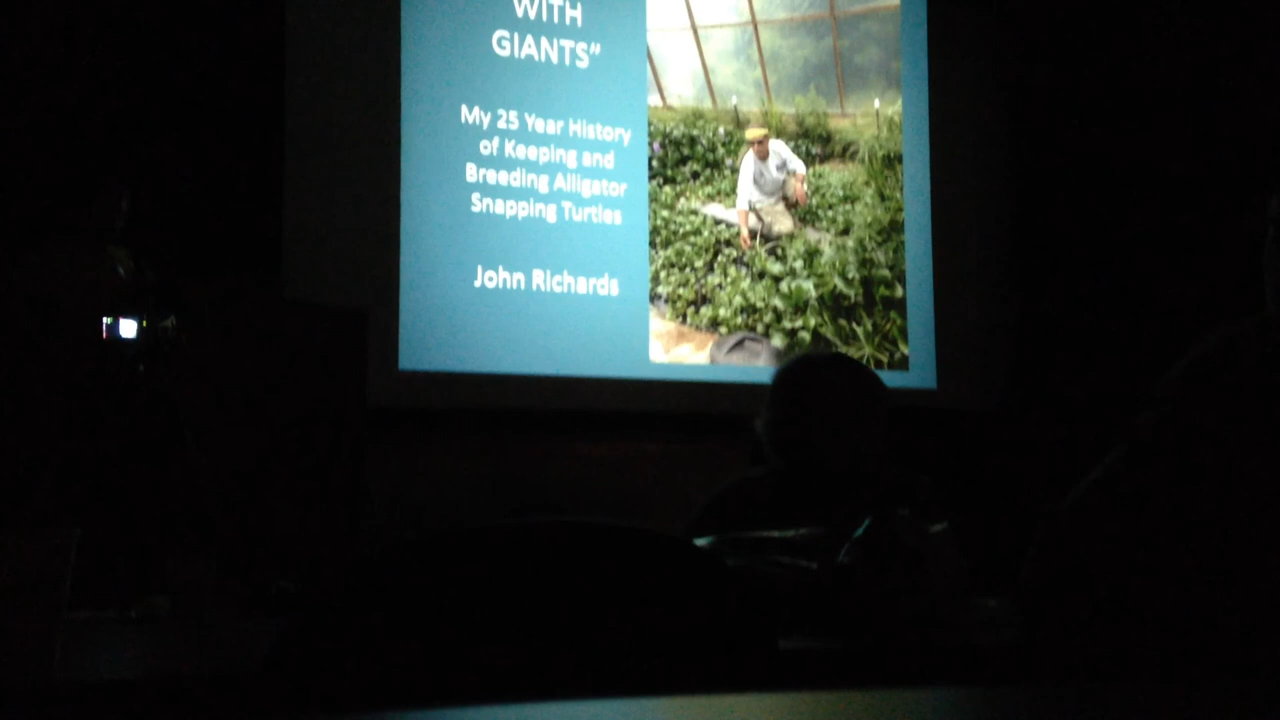 WITH
GIANTS”
My 25 Year History
of Keeping and
Breeding Alligator
Snapping Turtles
John Richards